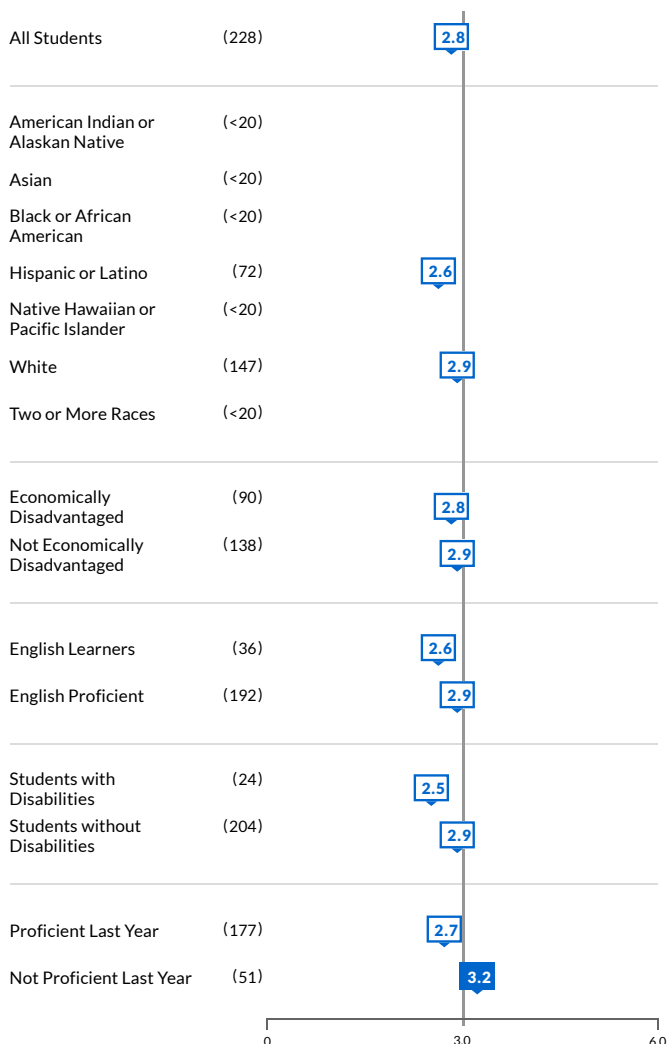 All Students (228) 2.8
American Indian or (<20)
Alaskan Native
Asian (<20)
Black or African (<20)
American
Hispanic or Latino (72) 2.6
Native Hawaiian or (<20)
Pacific Islander
White (147) 2.9
Two or More Races (<20)
Economically (90) 2.8
Disadvantaged
Not Economically (138) 2.9
Disadvantaged
English Learners (36) 2.6
English Proficient (192) 2.9
Students with (24) 2.5
Disabilities
Students without (204) 2.9
Disabilities
Proficient Last Year (177) 2.7
Not Proficient Last Year (51) 3.2
0 3.0 6.0